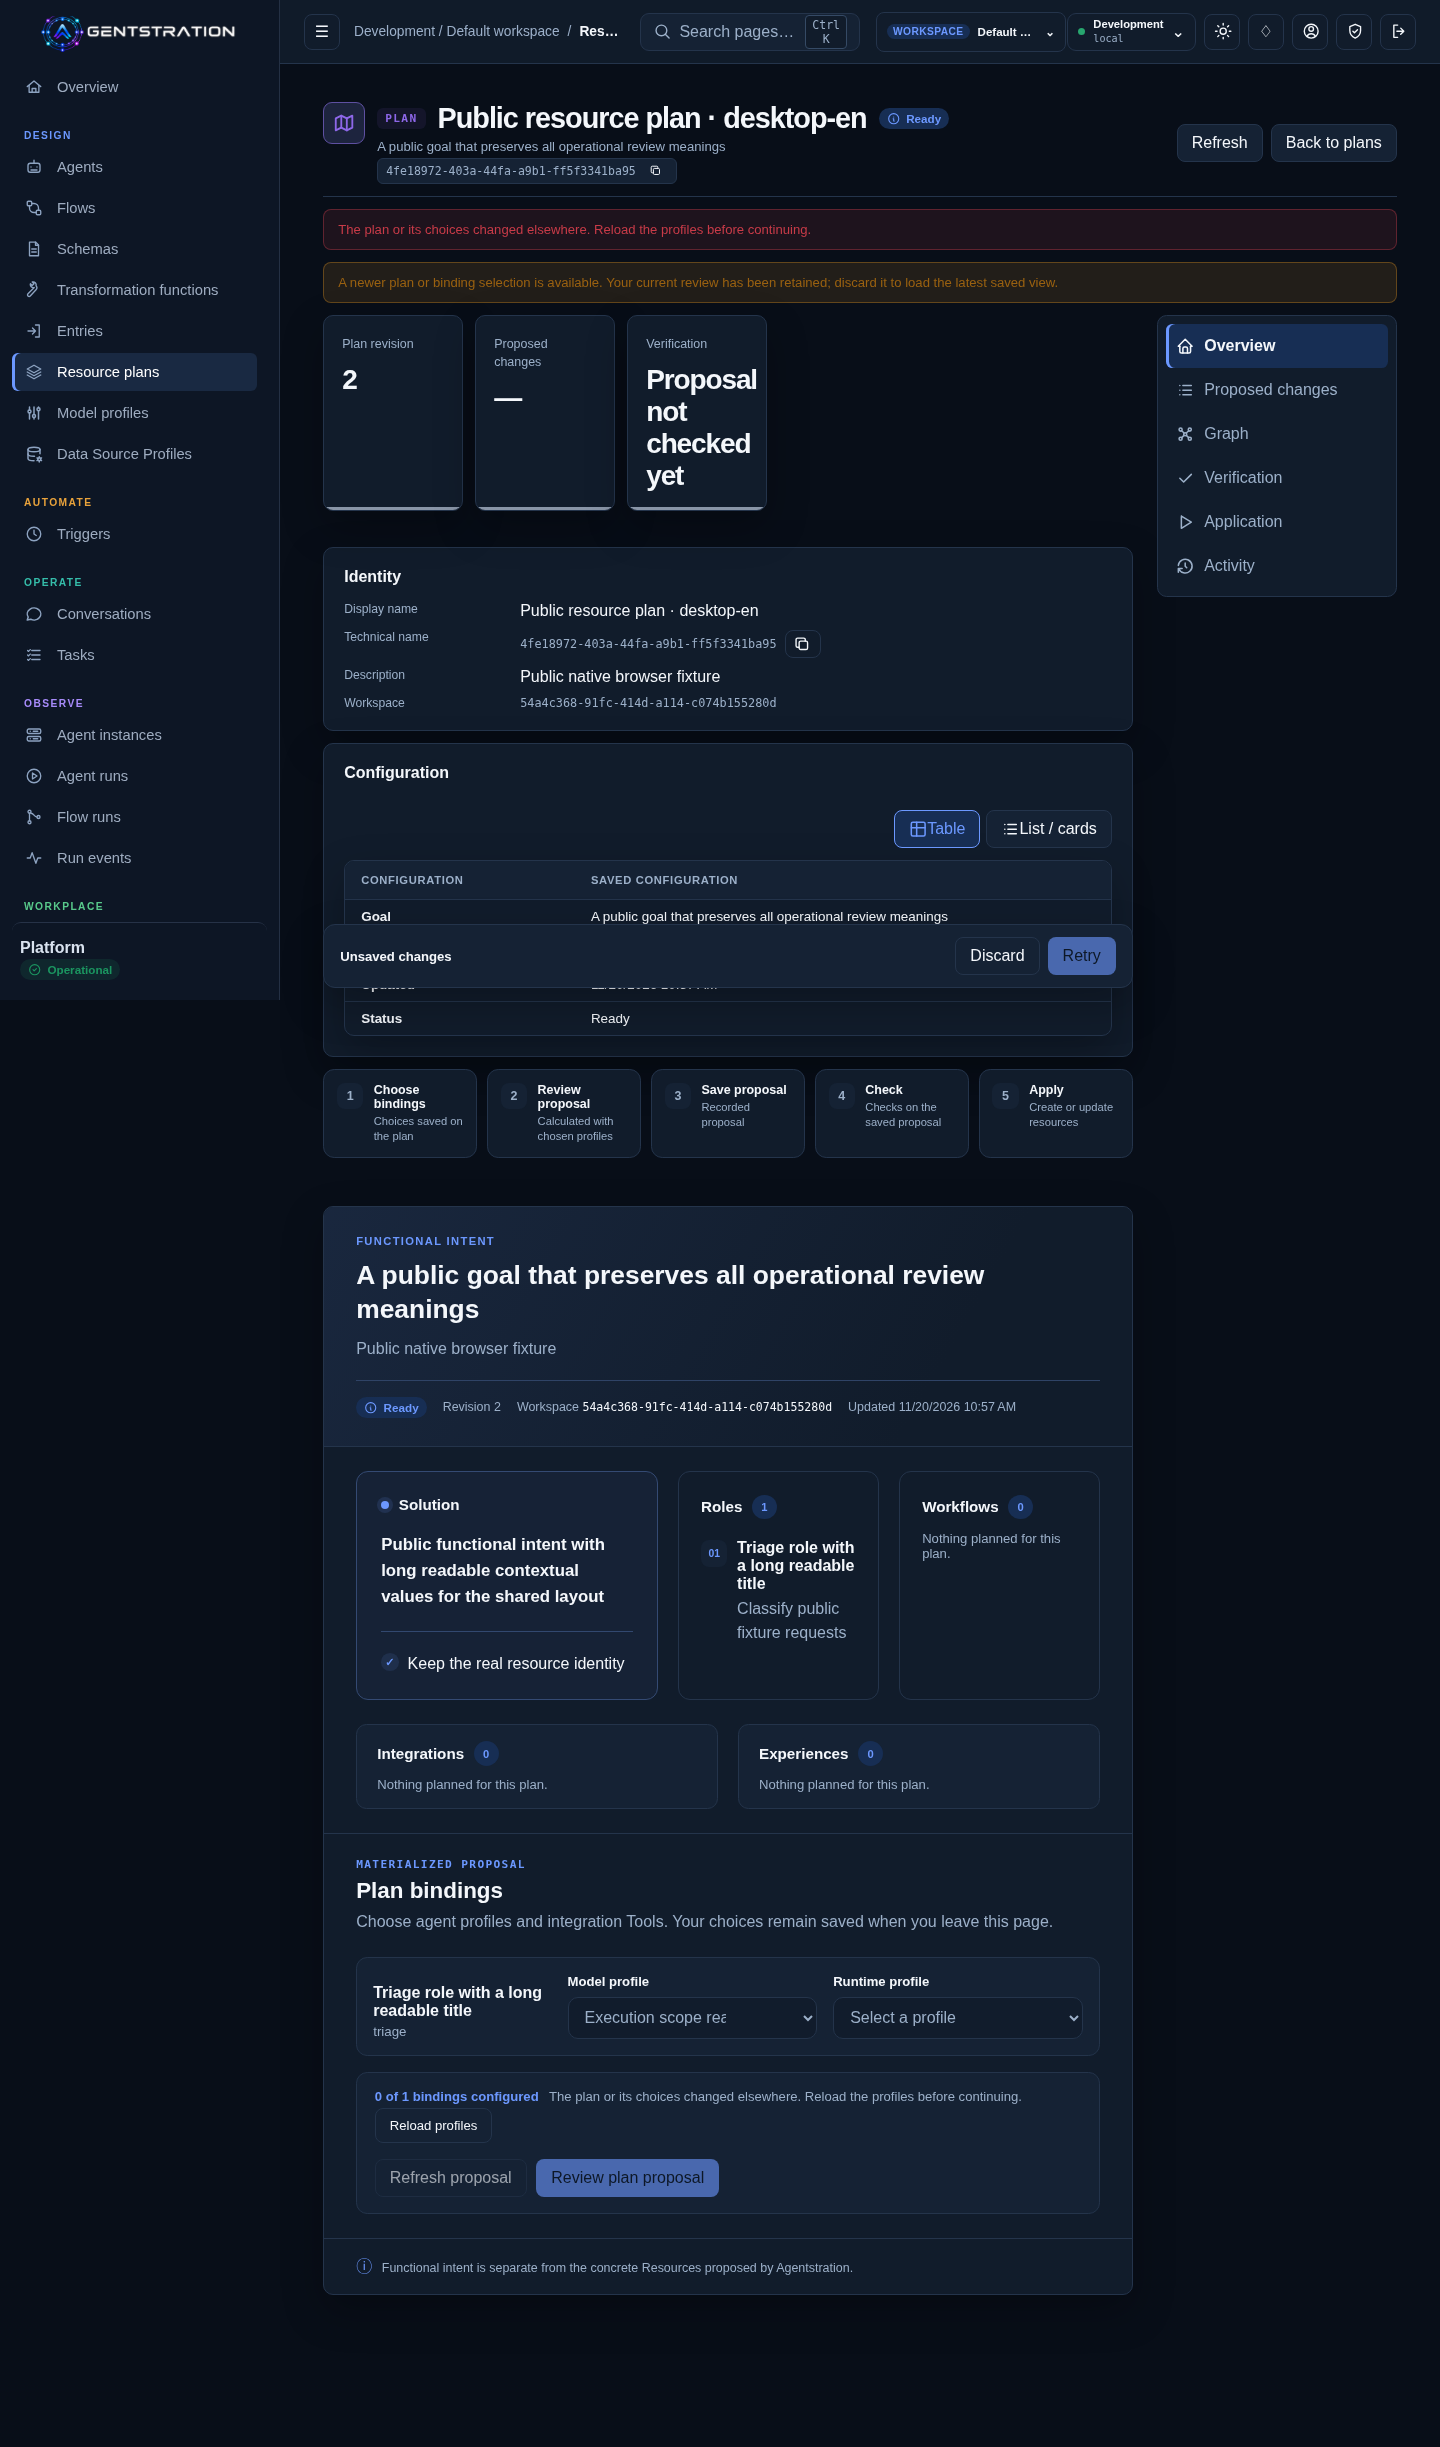 GENTSTRATION
Overview
DESIGN
Agents
Flows
Schemas
Transformation functions
Entries
Resource plans
Model profiles
Data Source Profiles
AUTOMATE
Triggers
OPERATE
Conversations
Tasks
OBSERVE
Agent instances
Agent runs
Flow runs
Run events
WORKPLACE
Platform
Operational
Development / Default workspace / Res...
Search pages...
Ctrl K
WORKSPACE Default ...
Development
local
PLAN Public resource plan · desktop-en Ready
A public goal that preserves all operational review meanings
4fe18972-403a-44fa-a9b1-ff5f3341ba95
Refresh
Back to plans
The plan or its choices changed elsewhere. Reload the profiles before continuing.
A newer plan or binding selection is available. Your current review has been retained; discard it to load the latest saved view.
Plan revision
2
Proposed
changes
—
Verification
Proposal
not
checked
yet
Overview
Proposed changes
Graph
Verification
Application
Activity
Identity
Display name Public resource plan · desktop-en
Technical name 4fe18972-403a-44fa-a9b1-ff5f3341ba95
Description Public native browser fixture
Workspace 54a4c368-91fc-414d-a114-c074b155280d
Configuration
Table List / cards
CONFIGURATION SAVED CONFIGURATION
Goal A public goal that preserves all operational review meanings
Unsaved changes Discard Retry
Status Ready
1 Choose
bindings
Choices saved on
the plan
2 Review
proposal
Calculated with
chosen profiles
3 Save proposal
Recorded
proposal
4 Check
Checks on the
saved proposal
5 Apply
Create or update
resources
FUNCTIONAL INTENT
A public goal that preserves all operational review
meanings
Public native browser fixture
Ready Revision 2 Workspace 54a4c368-91fc-414d-a114-c074b155280d Updated 11/20/2026 10:57 AM
Solution
Public functional intent with
long readable contextual
values for the shared layout
✓ Keep the real resource identity
Roles 1
01 Triage role with
a long readable
title
Classify public
fixture requests
Workflows 0
Nothing planned for this
plan.
Integrations 0
Nothing planned for this plan.
Experiences 0
Nothing planned for this plan.
MATERIALIZED PROPOSAL
Plan bindings
Choose agent profiles and integration Tools. Your choices remain saved when you leave this page.
Triage role with a long
readable title
triage
Model profile
Execution scope rea
Runtime profile
Select a profile
0 of 1 bindings configured The plan or its choices changed elsewhere. Reload the profiles before continuing.
Reload profiles
Refresh proposal Review plan proposal
Functional intent is separate from the concrete Resources proposed by Agentstration.